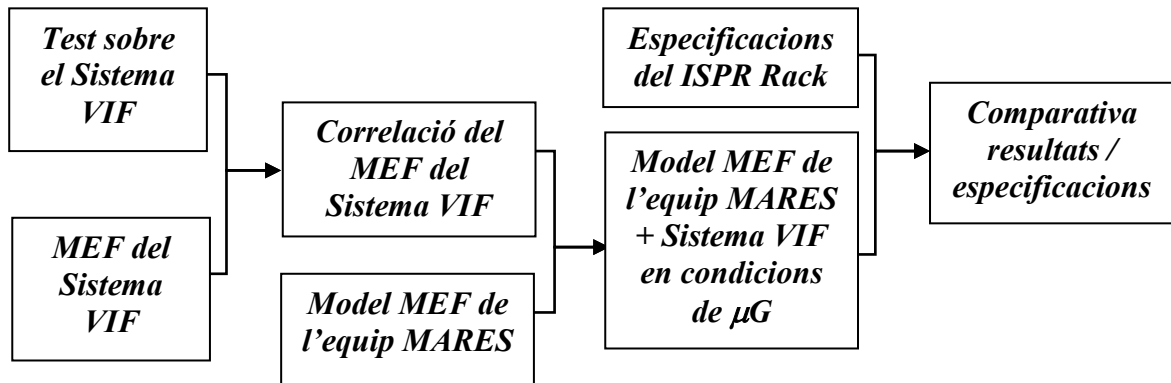 Test sobre
el Sistema
VIF
MEF del
Sistema
VIF
Correlació del
MEF del
Sistema VIF
Model MEF de
l’equip MARES
Especificacions
del ISPR Rack
Model MEF de
l’equip MARES
+ Sistema VIF
en condicions
de μG
Comparativa
resultats /
especificacions